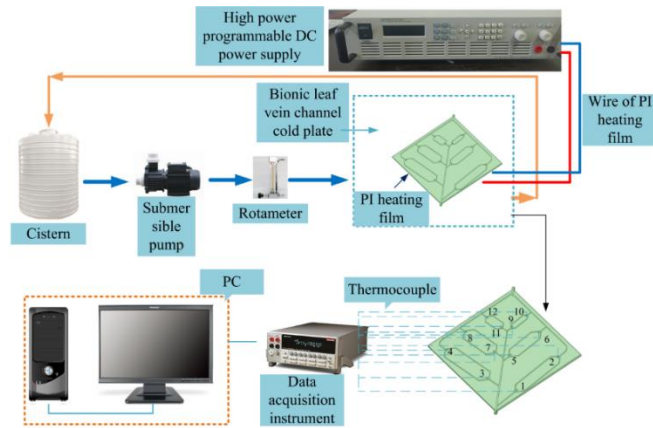 High power
programmable DC
power supply
Bionic leaf
vein channel
cold plate
Wire of PI
heating film
PI heating
film
Cistern
Submer
sible
pump
Rotameter
PC
Thermocouple
Data
acquisition
instrument
12
10
9
11
8
6
7
4
5
2
3
1